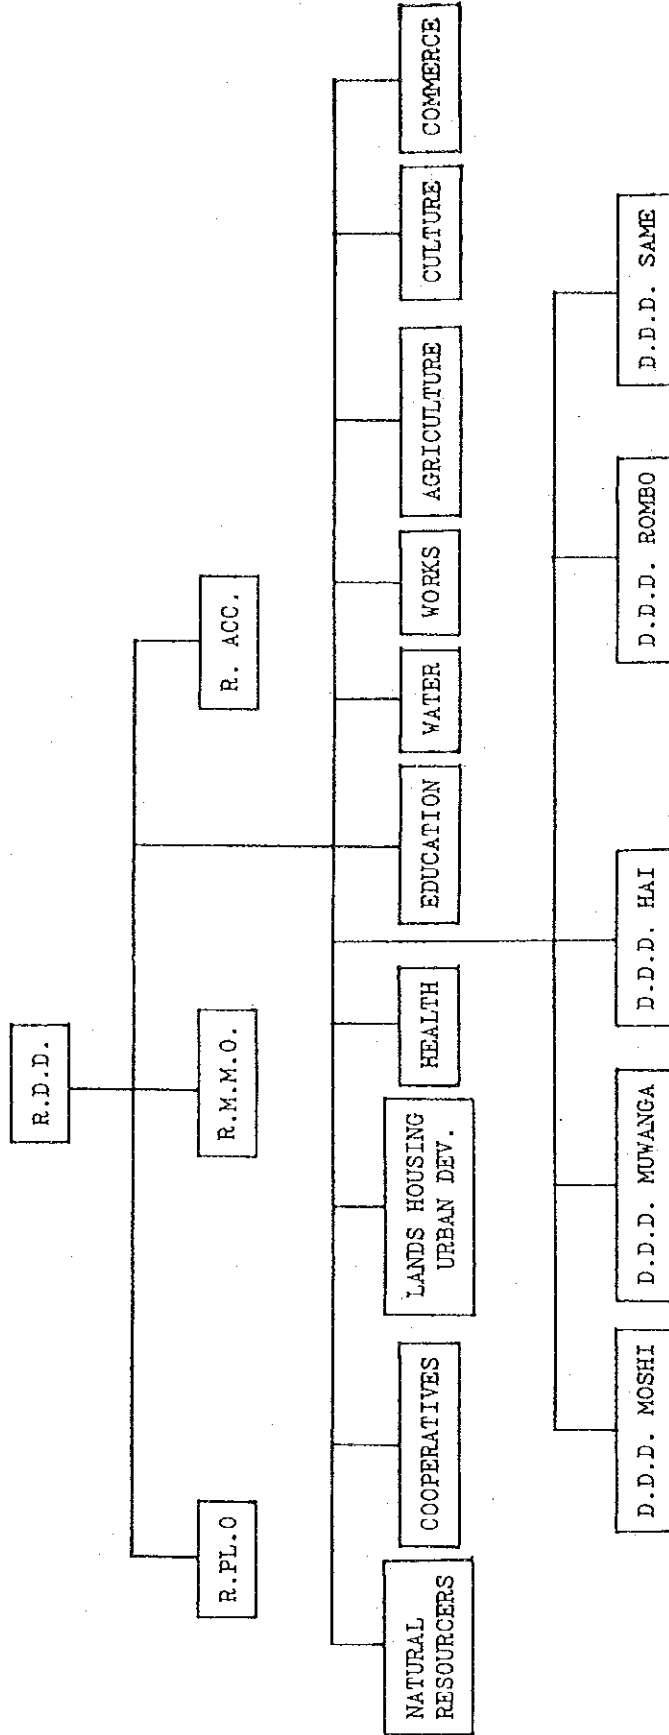 R.D.D.
R.PL.O
R.M.M.O.
R. ACC.
NATURAL
RESOURCERS
COOPERATIVES
LANDS HOUSING
URBAN DEV.
HEALTH
EDUCATION
WATER
WORKS
AGRICULTURE
CULTURE
COMMERCE
D.D.D. MOSHI
D.D.D. MUWANGA
D.D.D. HAI
D.D.D. ROMBO
D.D.D. SAME